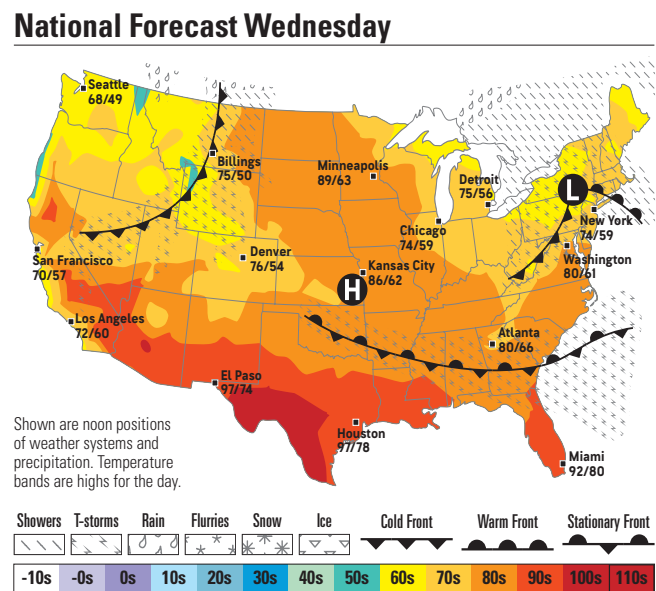 National Forecast Wednesday
Seattle
68/49
Billings
75/50
Minneapolis
89/63
Detroit
75/56
L
New York
74/59
Chicago
74/59
Washington
80/61
San Francisco
70/57
Denver
76/54
Kansas City
86/62
H
Los Angeles
72/60
Atlanta
80/66
El Paso
97/74
Houston
97/78
Miami
92/80
Shown are noon positions
of weather systems and
precipitation. Temperature
bands are highs for the day.
Showers T-storms Rain Flurries Snow Ice Cold Front Warm Front Stationary Front
-10s -0s 0s 10s 20s 30s 40s 50s 60s 70s 80s 90s 100s 110s